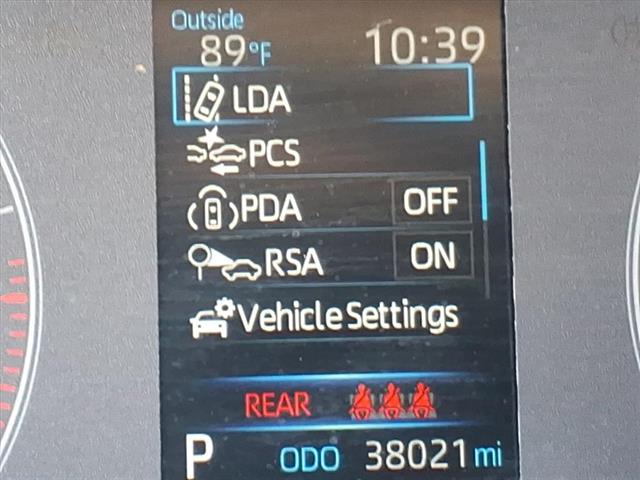 Outside
89°F 10:39
LDA
PCS
PDA OFF
RSA ON
Vehicle Settings
REAR
P ODO 38021 mi